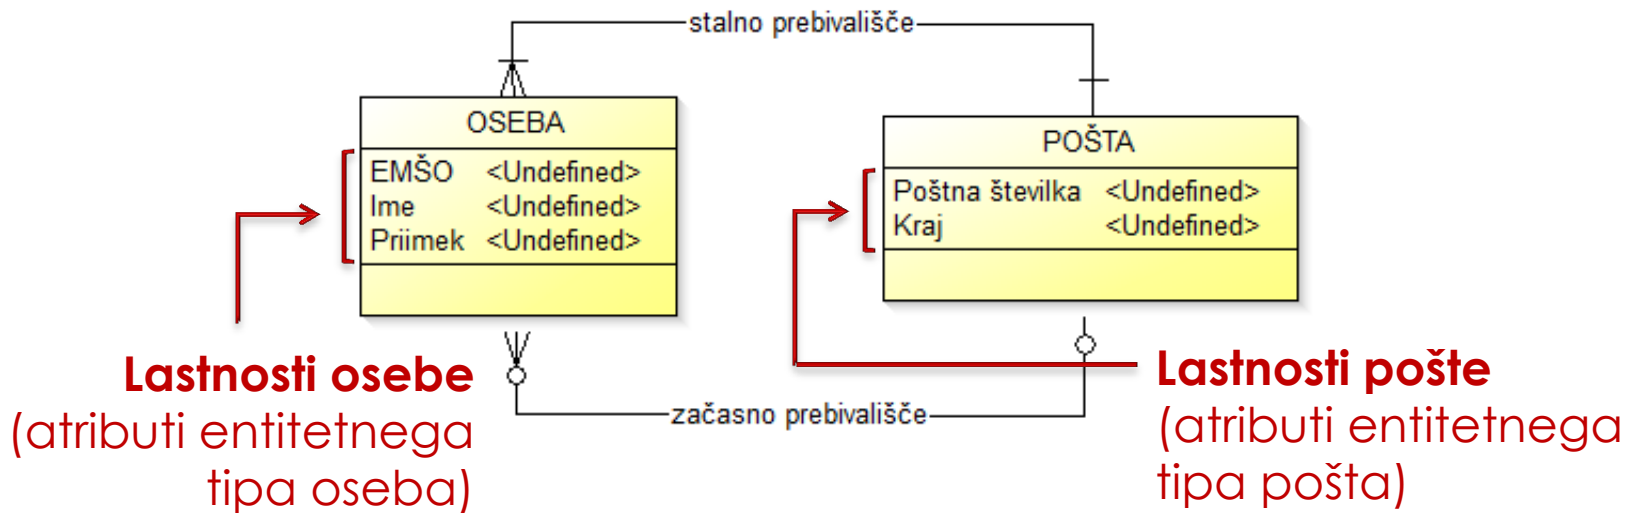 stalno prebivališče
OSEBA
EMŠO <Undefined>
Ime <Undefined>
Priimek <Undefined>
POŠTA
Poštna številka <Undefined>
Kraj <Undefined>
Lastnosti osebe
(atributi entitetnega
tipa oseba)
začasno prebivališče
Lastnosti pošte
(atributi entitetnega
tipa pošta)